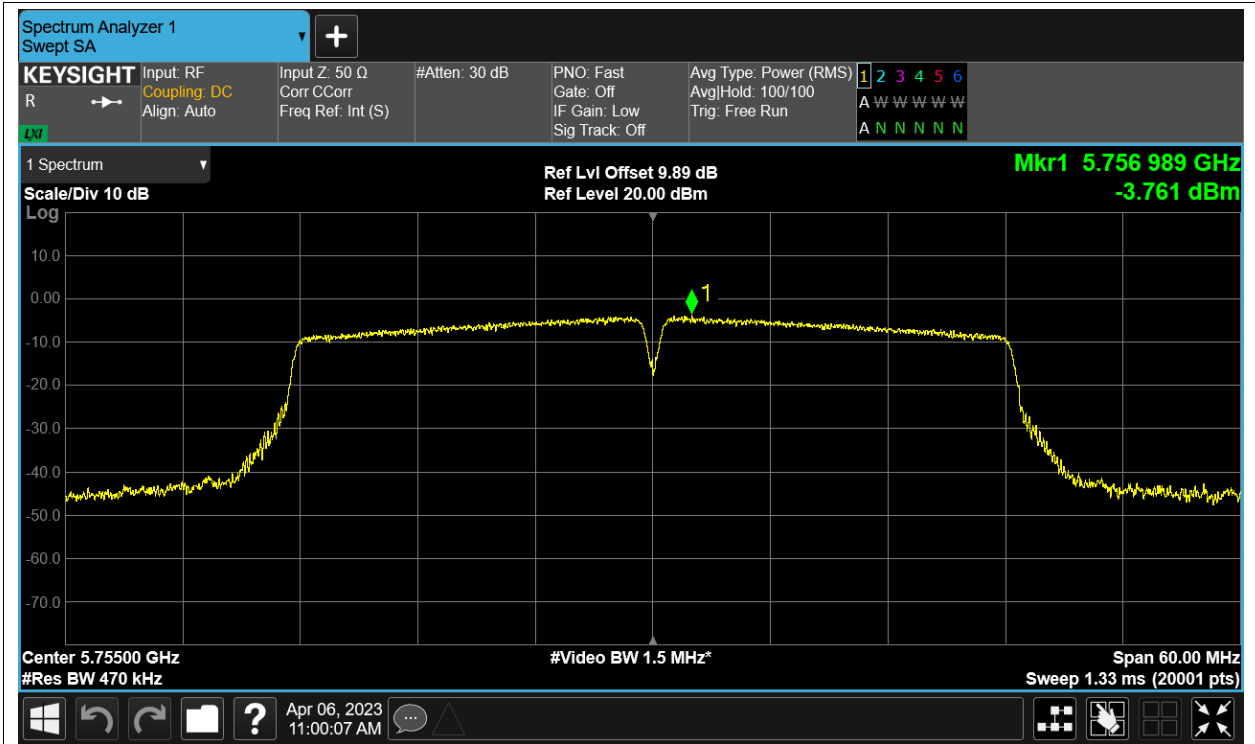 Spectrum Analyzer 1
Swept SA
+
KEYSIGHT Input: RF Input Z: 50 Ω #Atten: 30 dB PNO: Fast Avg Type: Power (RMS) 1 2 3 4 5 6
R Coupling: DC Corr CCorr Gate: Off Avg|Hold: 100/100 A W W W W W
Align: Auto Freq Ref: Int (S) IF Gain: Low Trig: Free Run
LXI Sig Track: Off A N N N N N
1 Spectrum Ref Lvl Offset 9.89 dB Mkr1 5.756 989 GHz
Scale/Div 10 dB Ref Level 20.00 dBm -3.761 dBm
Log
10.0
0.00
1
-10.0
-20.0
-30.0
-40.0
-50.0
-60.0
-70.0
Center 5.75500 GHz #Video BW 1.5 MHz* Span 60.00 MHz
#Res BW 470 kHz Sweep 1.33 ms (20001 pts)
? Apr 06, 2023
11:00:07 AM